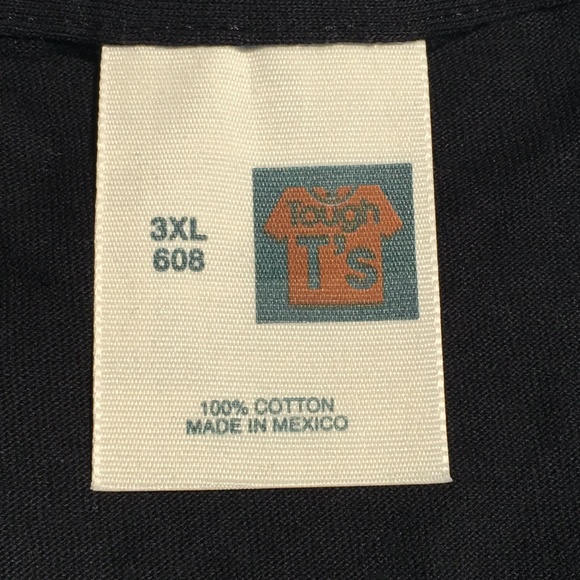 3XL
608
Tough
T's
100% COTTON
MADE IN MEXICO